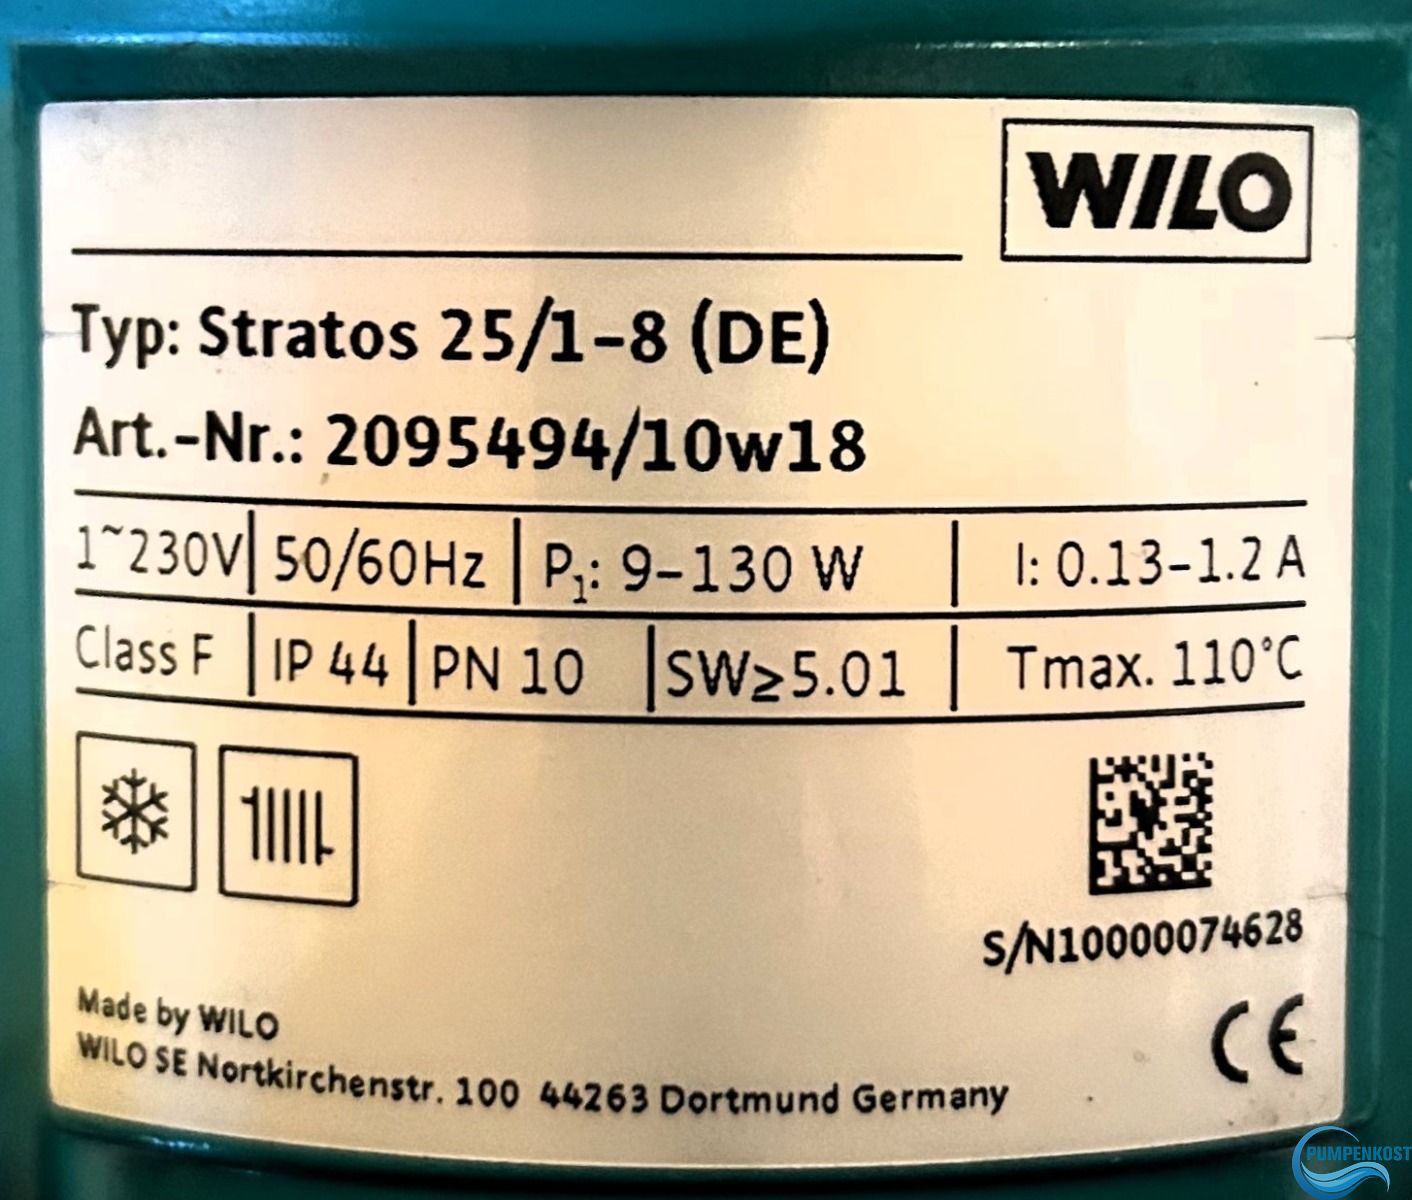 WILO
Typ: Stratos 25/1-8 (DE)
Art.-Nr.: 2095494/10w18
1~230V 50/60Hz P1: 9-130 W I: 0.13-1.2 A
Class F IP 44 PN 10 SW≥5.01 Tmax. 110°C
S/N10000074628
Made by WILO
CE
WILO SE Nortkirchenstr. 100 44263 Dortmund Germany
PUMPENKOST